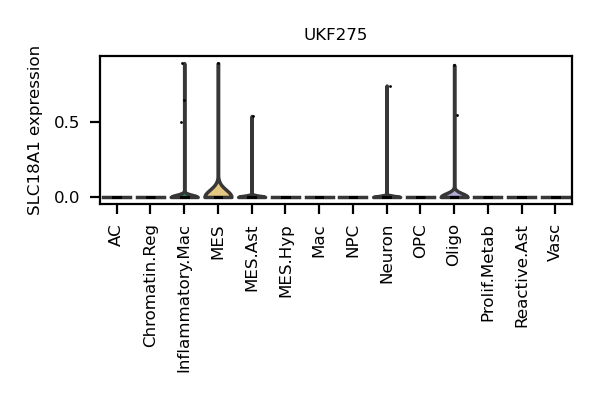 UKF275
SLC18A1 expression
0.5
0.0
AC
Chromatin.Reg
Inflammatory.Mac
MES
MES.Ast
MES.Hyp
Mac
NPC
Neuron
OPC
Oligo
Prolif.Metab
Reactive.Ast
Vasc